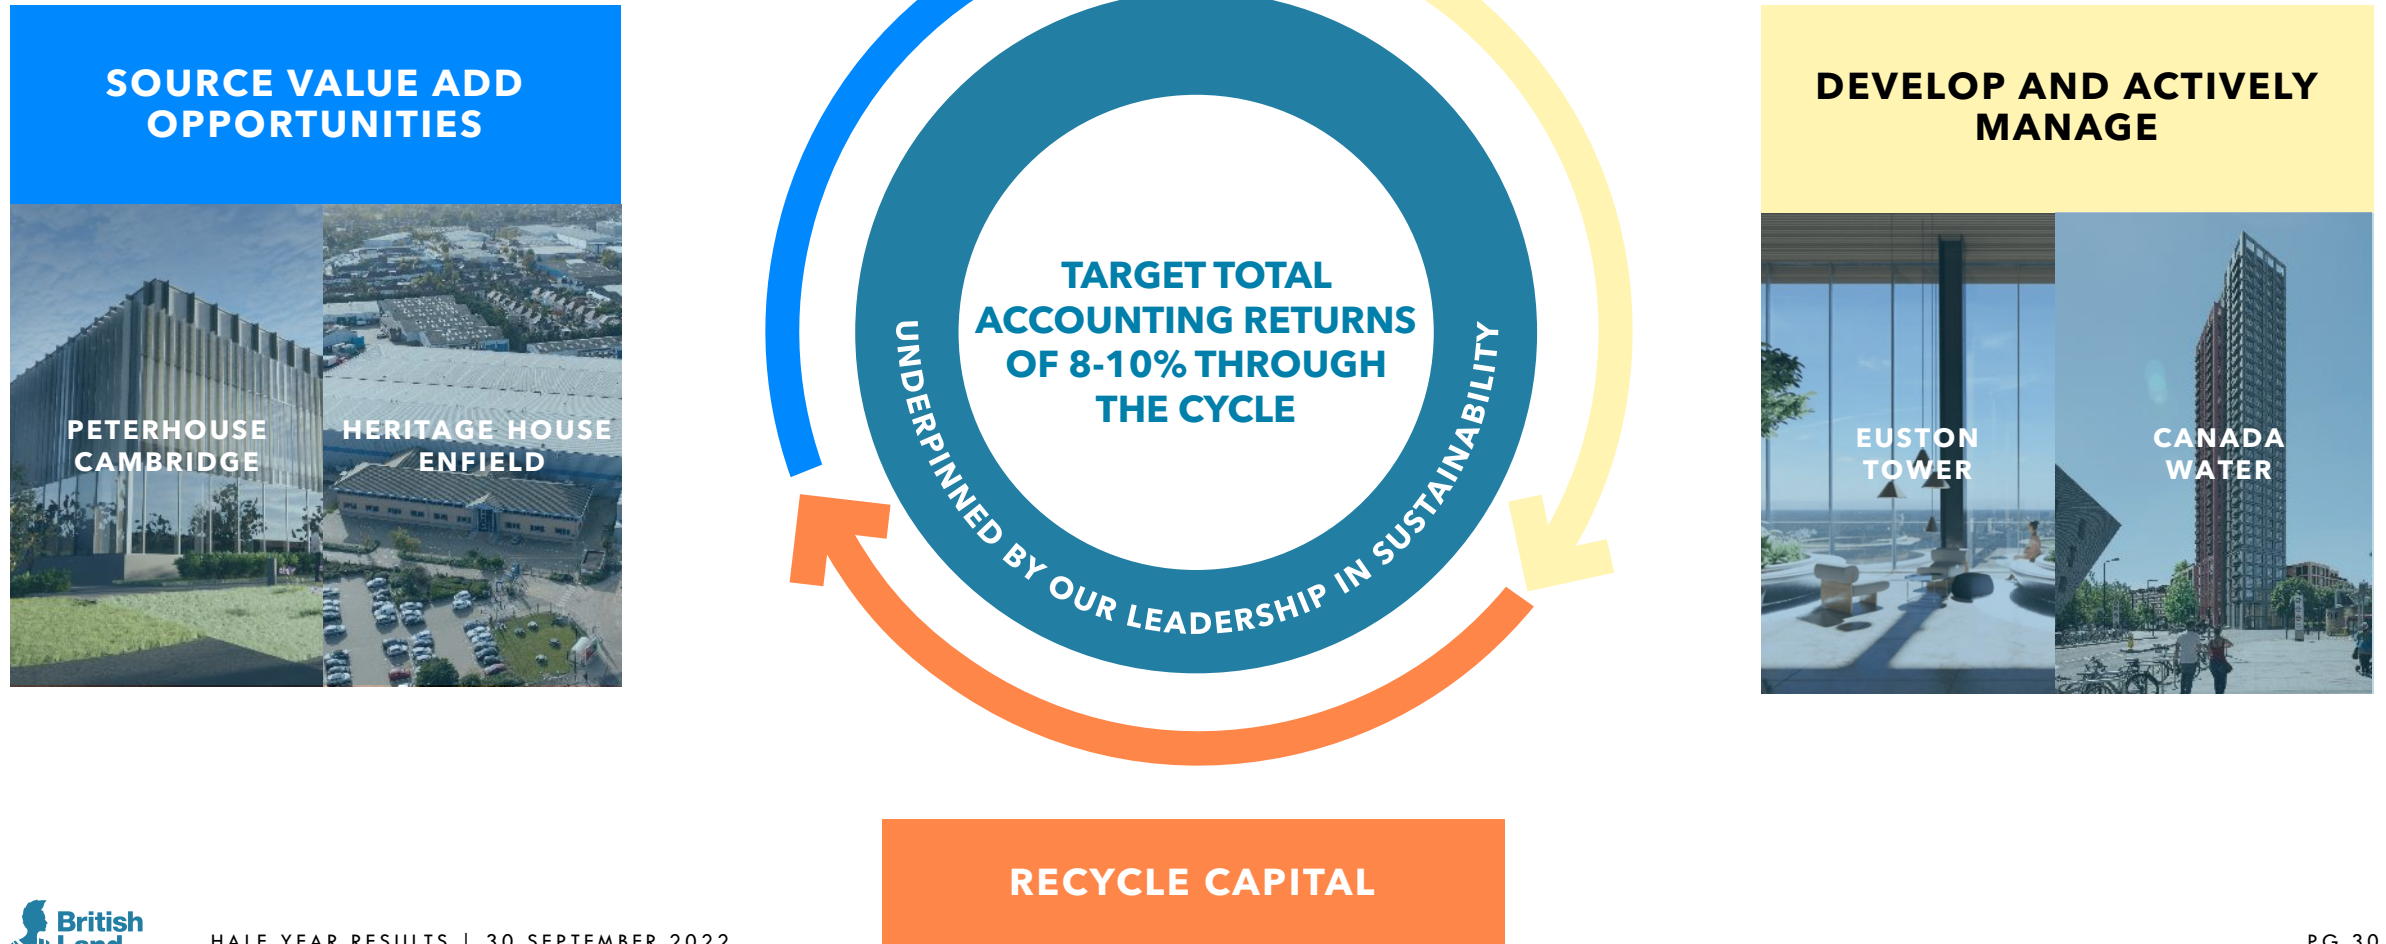 SOURCE VALUE ADD
OPPORTUNITIES
PETERHOUSE
CAMBRIDGE
HERITAGE HOUSE
ENFIELD
TARGET TOTAL
ACCOUNTING RETURNS
OF 8-10% THROUGH
THE CYCLE
UNDERPINNED BY OUR LEADERSHIP IN SUSTAINABILITY
DEVELOP AND ACTIVELY
MANAGE
EUSTON
TOWER
CANADA
WATER
RECYCLE CAPITAL
British
Land
HALF YEAR RESULTS | 30 SEPTEMBER 2022
PG 30